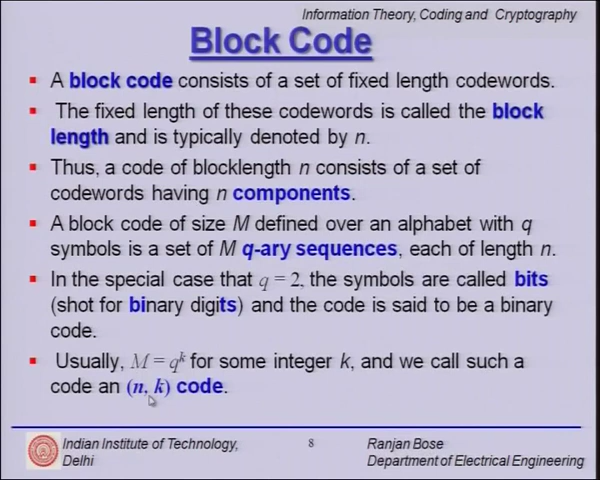 Information Theory, Coding and Cryptography
Block Code
A block code consists of a set of fixed length codewords.
The fixed length of these codewords is called the block
length and is typically denoted by n.
Thus, a code of blocklength n consists of a set of
codewords having n components.
A block code of size M defined over an alphabet with q
symbols is a set of M q-ary sequences, each of length n.
In the special case that q = 2, the symbols are called bits
(shot for binary digits) and the code is said to be a binary
code.
Usually, M = q^k for some integer k, and we call such a
code an (n, k) code.
Indian Institute of Technology,
Delhi
8
Ranjan Bose
Department of Electrical Engineering